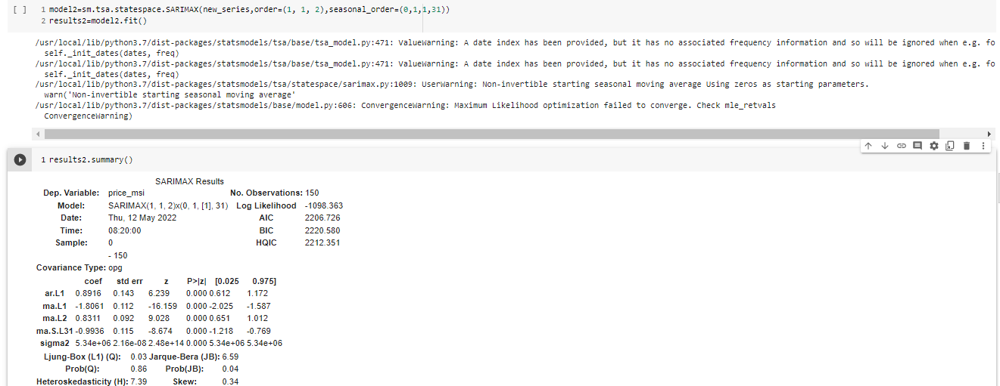 [ ] 1 model2=sm.tsa.statespace.SARIMAX(new_series,order=(1, 1, 2),seasonal_order=(0,1,1,31))
2 results2=model2.fit()
/usr/local/lib/python3.7/dist-packages/statsmodels/tsa/base/tsa_model.py:471: ValueWarning: A date index has been provided, but it has no associated frequency information and so will be ignored when e.g. fo
self._init_dates(dates, freq)
/usr/local/lib/python3.7/dist-packages/statsmodels/tsa/base/tsa_model.py:471: ValueWarning: A date index has been provided, but it has no associated frequency information and so will be ignored when e.g. fo
self._init_dates(dates, freq)
/usr/local/lib/python3.7/dist-packages/statsmodels/tsa/statespace/sarimax.py:1009: UserWarning: Non-invertible starting seasonal moving average Using zeros as starting parameters.
warn('Non-invertible starting seasonal moving average'
/usr/local/lib/python3.7/dist-packages/statsmodels/base/model.py:606: ConvergenceWarning: Maximum Likelihood optimization failed to converge. Check mle_retvals
ConvergenceWarning)
1 results2.summary()
SARIMAX Results
Dep. Variable: price_msi No. Observations: 150
Model: SARIMAX(1, 1, 2)x(0, 1, [1], 31) Log Likelihood -1098.363
Date: Thu, 12 May 2022 AIC 2206.726
Time: 08:20:00 BIC 2220.580
Sample: 0 HQIC 2212.351
- 150
Covariance Type: opg
coef std err z P>|z| [0.025 0.975]
ar.L1 0.8916 0.143 6.239 0.000 0.612 1.172
ma.L1 -1.8061 0.112 -16.159 0.000 -2.025 -1.587
ma.L2 0.8311 0.092 9.028 0.000 0.651 1.012
ma.S.L31 -0.9936 0.115 -8.674 0.000 -1.218 -0.769
sigma2 5.34e+06 2.16e-08 2.48e+14 0.000 5.34e+06 5.34e+06
Ljung-Box (L1) (Q): 0.03 Jarque-Bera (JB): 6.59
Prob(Q): 0.86 Prob(JB): 0.04
Heteroskedasticity (H): 7.39 Skew: 0.34